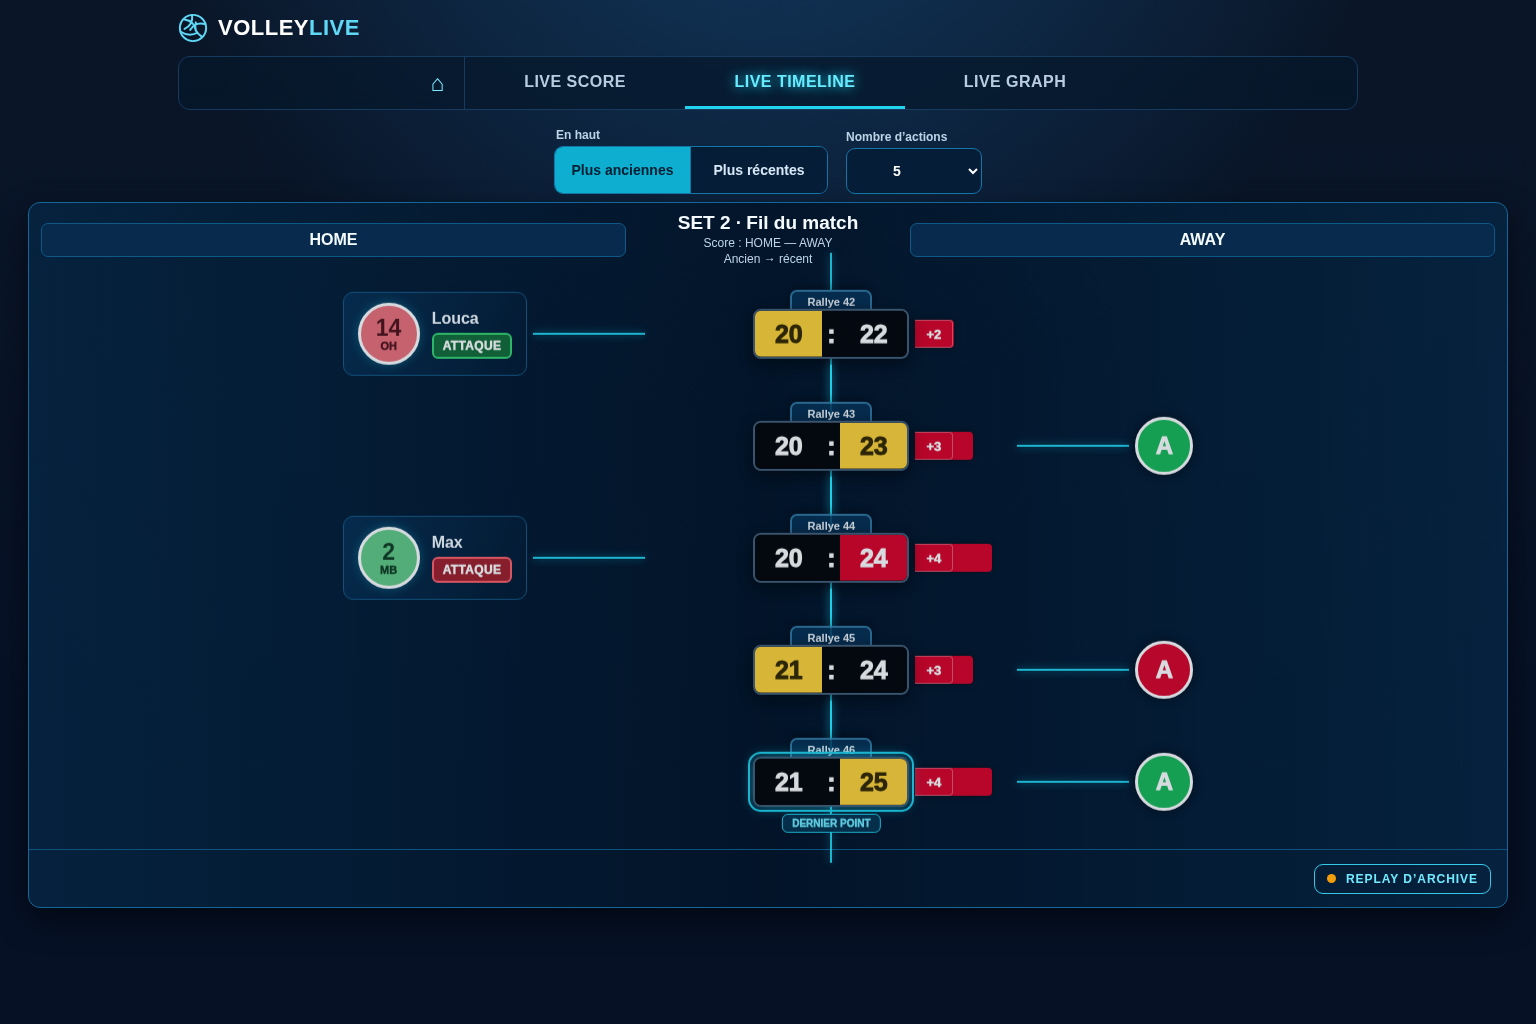 VOLLEYLIVE
LIVE SCORE
LIVE TIMELINE
LIVE GRAPH
En haut
Nombre d’actions
Plus anciennes
Plus récentes
5
HOME
SET 2 · Fil du match
AWAY
Score : HOME — AWAY
Ancien → récent
Rallye 42
14
OH
Louca
ATTAQUE
20 : 22
+2
Rallye 43
20 : 23
+3
A
Rallye 44
2
MB
Max
ATTAQUE
20 : 24
+4
Rallye 45
21 : 24
+3
A
Rallye 46
21 : 25
+4
A
DERNIER POINT
REPLAY D’ARCHIVE